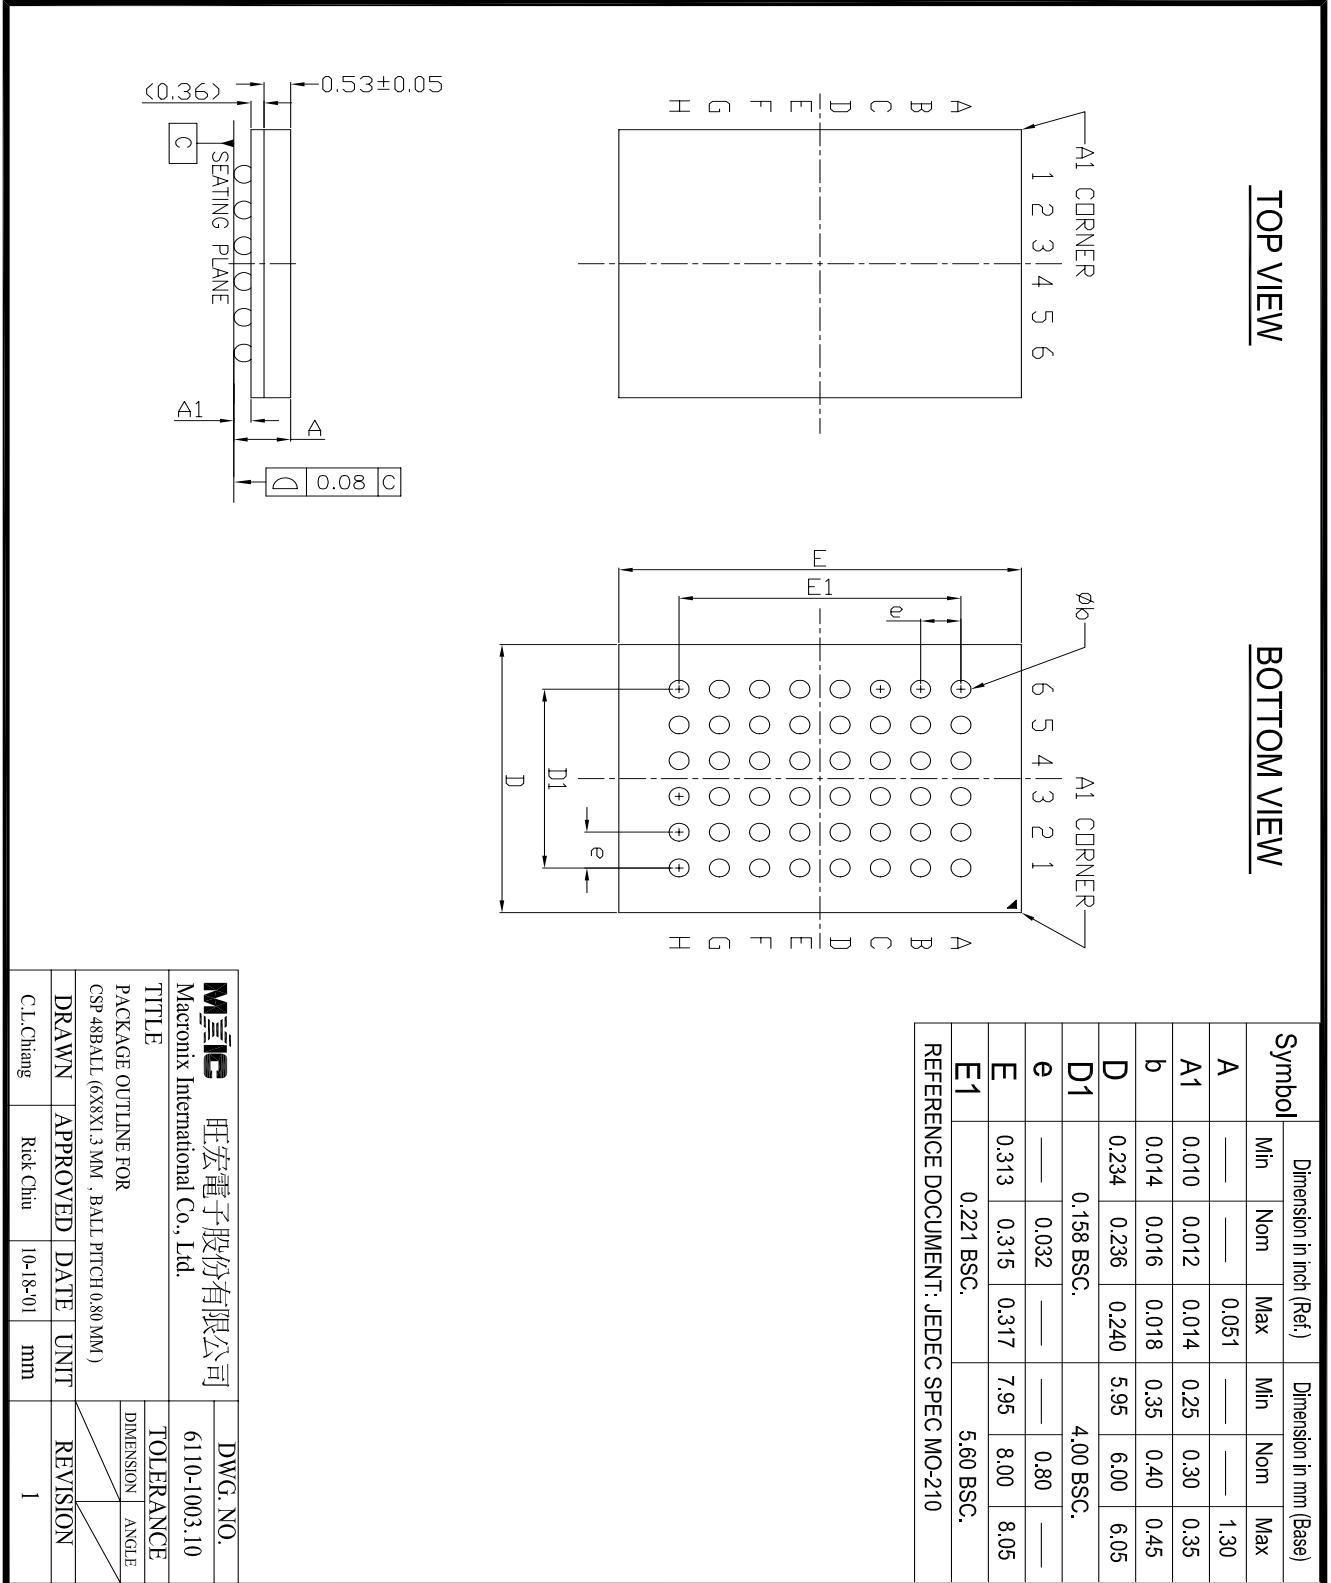 TOP VIEW
A1 CORNER
1 2 3 4 5 6
A
B
C
D
E
F
G
H
BOTTOM VIEW
A1 CORNER
Øb
6 5 4 3 2 1
A
B
C
D
E
F
G
H
e
E1
E
e
D1
D
0.53±0.05
(0.36)
C
SEATING PLANE
A1
A
0.08 C
Symbol Dimension in inch (Ref.) Dimension in mm (Base)
Min Nom Max Min Nom Max
A — — 0.051 — — 1.30
A1 0.010 0.012 0.014 0.25 0.30 0.35
b 0.014 0.016 0.018 0.35 0.40 0.45
D 0.234 0.236 0.240 5.95 6.00 6.05
D1 0.158 BSC. 4.00 BSC.
e — 0.032 — — 0.80 —
E 0.313 0.315 0.317 7.95 8.00 8.05
E1 0.221 BSC. 5.60 BSC.
REFERENCE DOCUMENT: JEDEC SPEC MO-210
MXIC 旺宏電子股份有限公司
Macronix International Co., Ltd.
DWG. NO.
6110-1003.10
TITLE
PACKAGE OUTLINE FOR
CSP 48BALL (6X8X1.3 MM , BALL PITCH 0.80 MM )
TOLERANCE
DIMENSION ANGLE
DRAWN APPROVED DATE UNIT REVISION
C.L.Chiang Rick Chiu 10-18-'01 mm 1